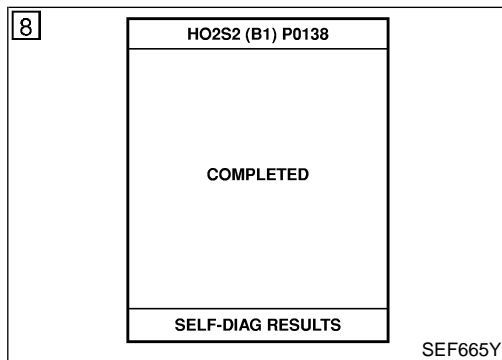 8
HO2S2 (B1) P0138
COMPLETED
SELF-DIAG RESULTS
SEF665Y